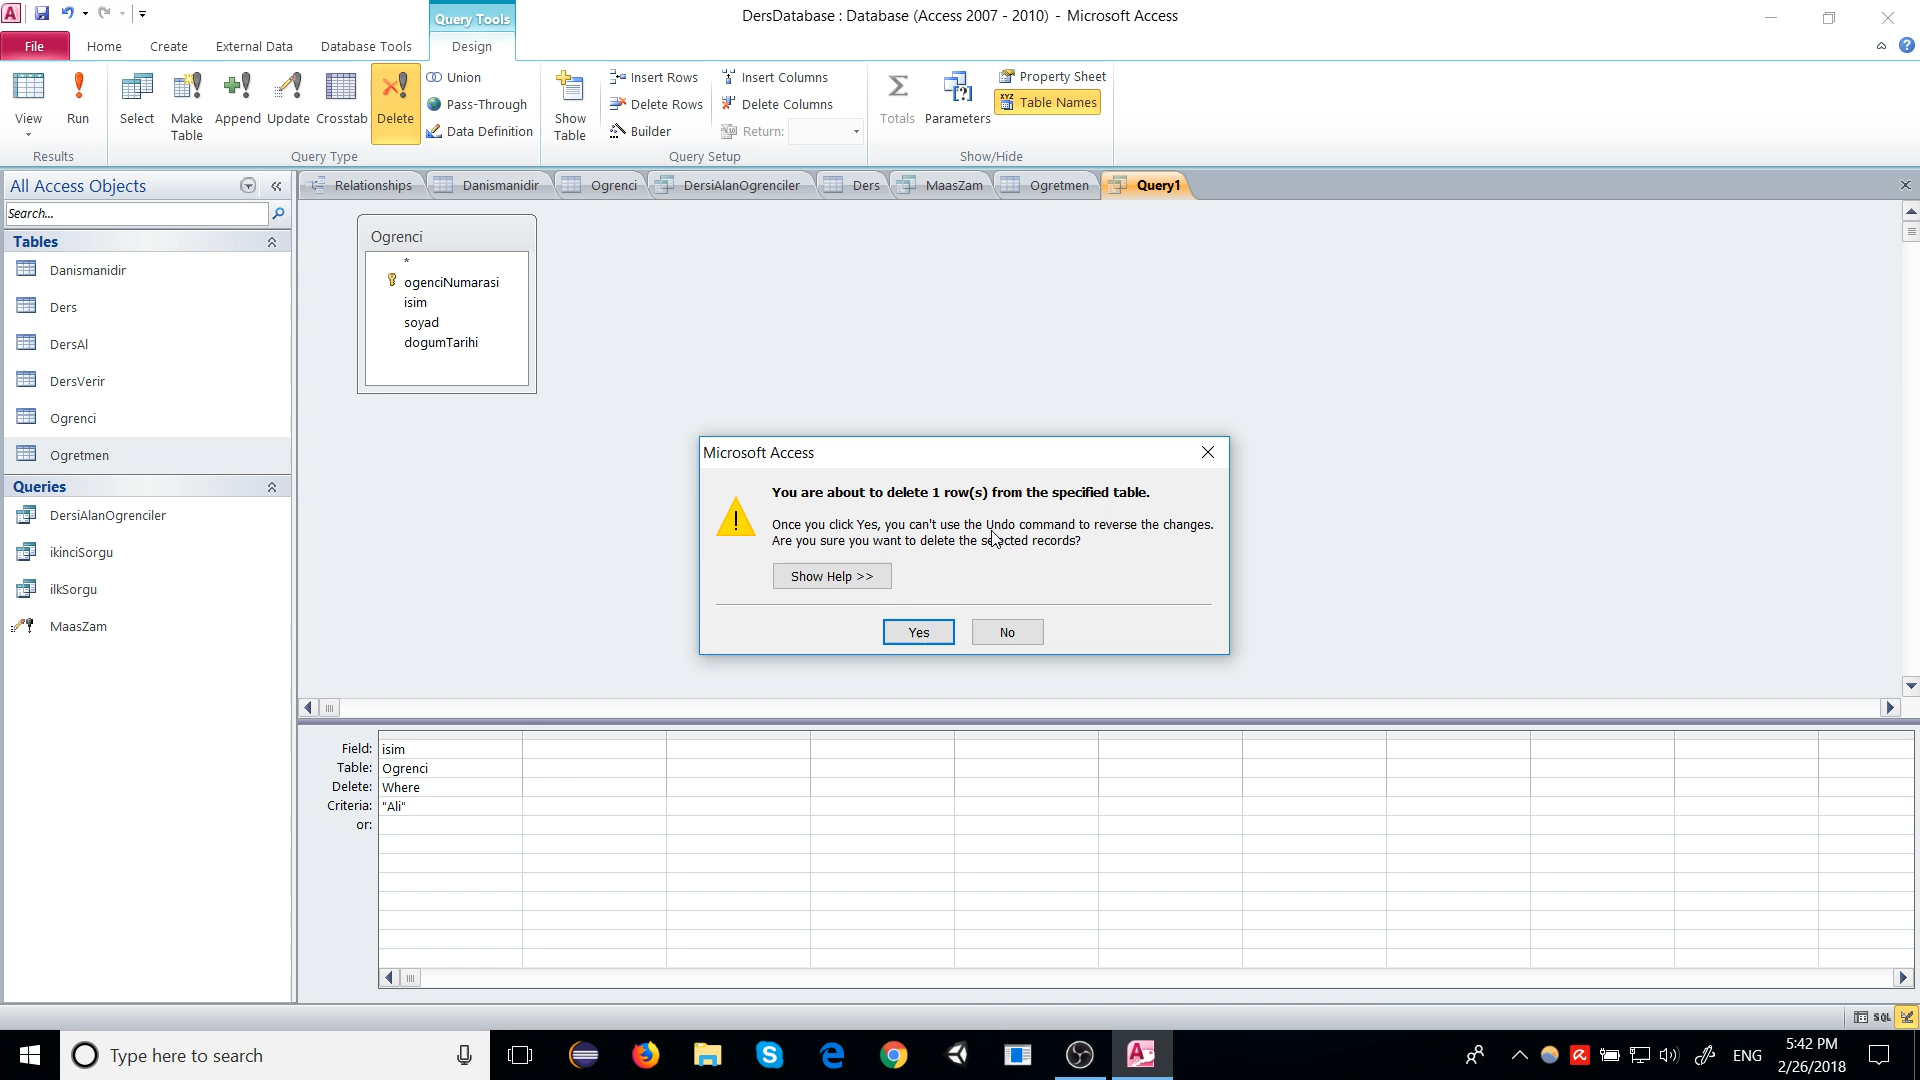 DersDatabase : Database (Access 2007 - 2010) - Microsoft Access
Query Tools
File
Home
Create
External Data
Database Tools
Design
View
Run
Select
Make
Table
Append
Update
Crosstab
Delete
Union
Pass-Through
Data Definition
Show
Table
Insert Rows
Delete Rows
Builder
Insert Columns
Delete Columns
Return:
Totals
Parameters
Property Sheet
XYZ
Table Names
Results
Query Type
Query Setup
Show/Hide
All Access Objects
Search...
Tables
Danismanidir
Ders
DersAl
DersVerir
Ogrenci
Ogretmen
Queries
DersiAlanOgrenciler
ikinciSorgu
ilkSorgu
MaasZam
Relationships
Danismanidir
Ogrenci
DersiAlanOgrenciler
Ders
MaasZam
Ogretmen
Query1
Ogrenci
*
ogenciNumarasi
isim
soyad
dogumTarihi
Microsoft Access
You are about to delete 1 row(s) from the specified table.
Once you click Yes, you can't use the Undo command to reverse the changes.
Are you sure you want to delete the selected records?
Show Help >>
Yes
No
Field: isim
Table: Ogrenci
Delete: Where
Criteria: "Ali"
or:
SQL
Type here to search
ENG
5:42 PM
2/26/2018